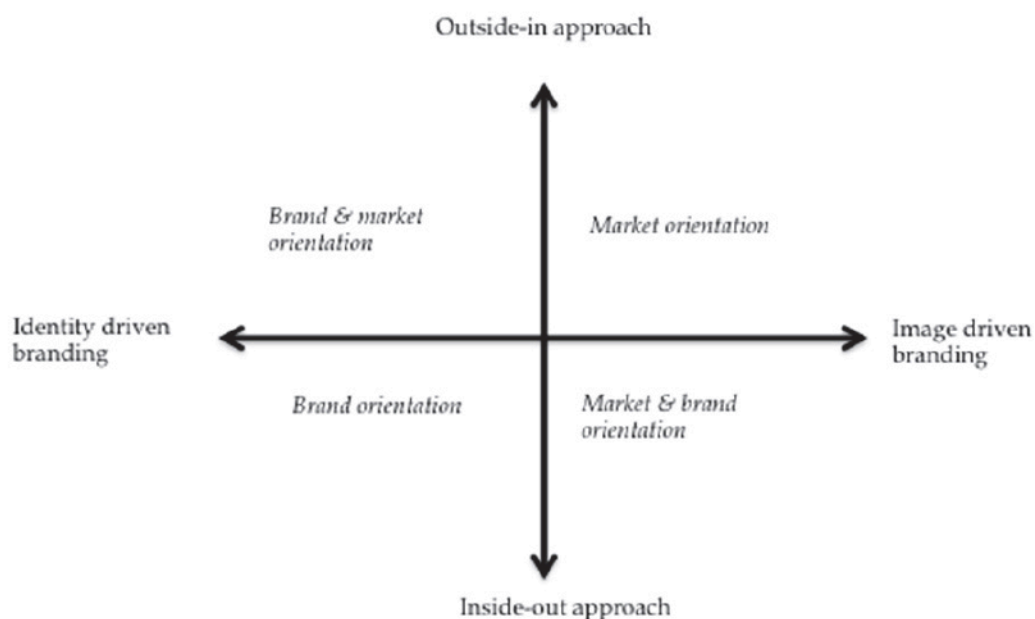 Outside-in approach
Brand & market
orientation
Market orientation
Identity driven
branding
Image driven
branding
Brand orientation
Market & brand
orientation
Inside-out approach